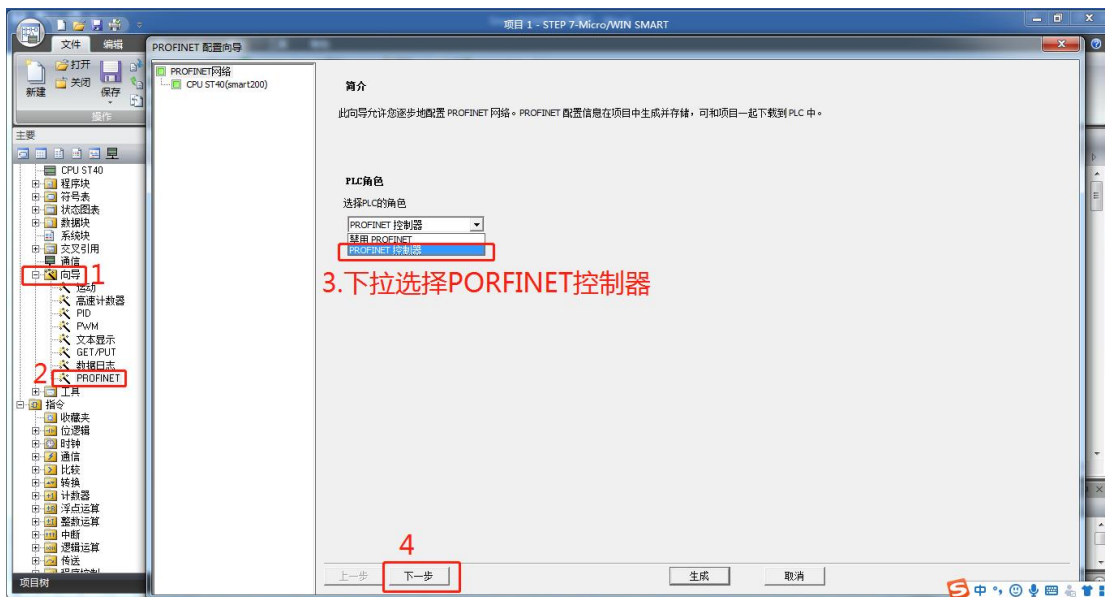 项目 1 - STEP 7-Micro/WIN SMART
文件
编辑
新建
打开
关闭
保存
操作
主要
CPU ST40
程序块
符号表
状态图表
数据块
系统块
交叉引用
通信
向导
1
运动
高速计数器
PID
PWM
文本显示
GET/PUT
数据日志
2
PROFINET
工具
指令
收藏夹
位逻辑
时钟
通信
比较
转换
计数器
浮点运算
整数运算
中断
逻辑运算
传送
程序控制
项目树
PROFINET 配置向导
PROFINET网络
CPU ST40(smart200)
简介
此向导允许您逐步地配置 PROFINET 网络。PROFINET 配置信息在项目中生成并存储，可和项目一起下载到 PLC 中。
PLC角色
选择PLC的角色
PROFINET 控制器
禁用 PROFINET
PROFINET 控制器
3.下拉选择PORFINET控制器
4
上一步
下一步
生成
取消
中